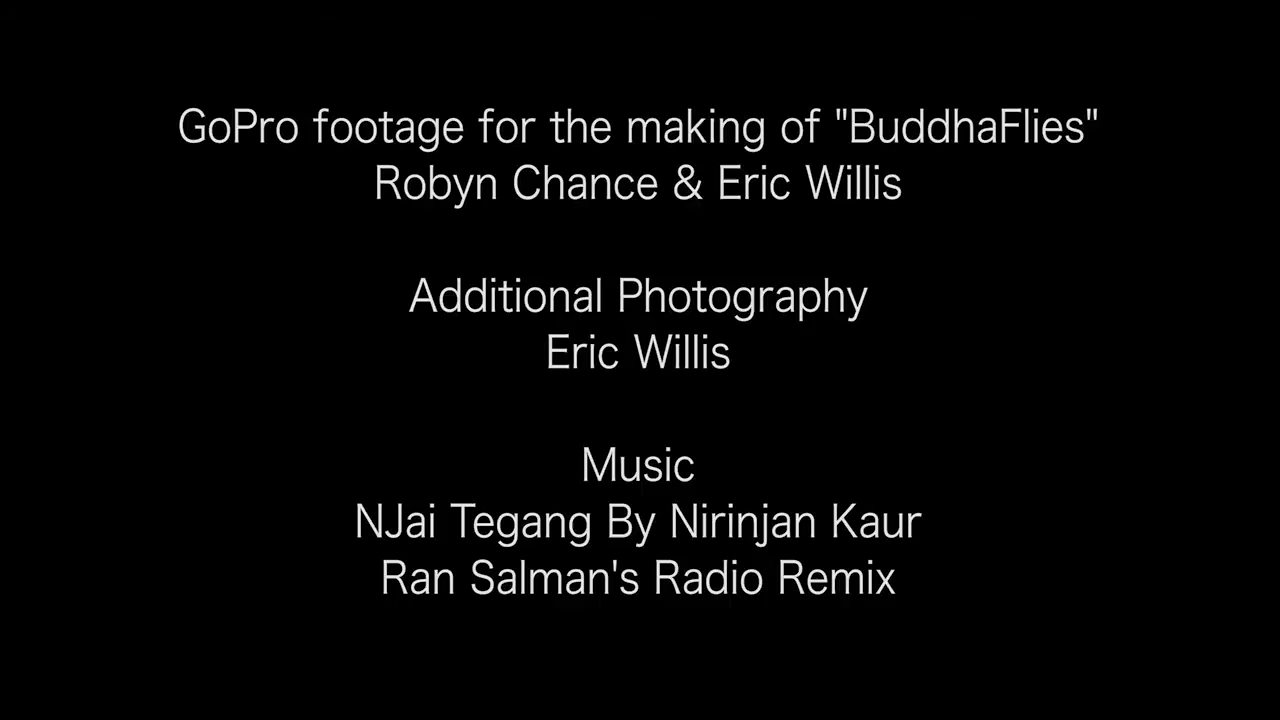 GoPro footage for the making of "BuddhaFlies"
Robyn Chance & Eric Willis
Additional Photography
Eric Willis
Music
NJai Tegang By Nirinjan Kaur
Ran Salman's Radio Remix